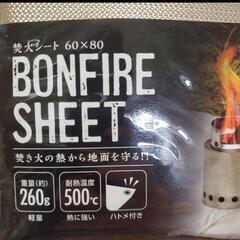 焚火シート 60×80
BONFIRE
SHEET
焚き火の熱から地面を守る!!
重量(約)
260g
軽量
耐熱温度
500℃
熱に強い
ハトメ付き